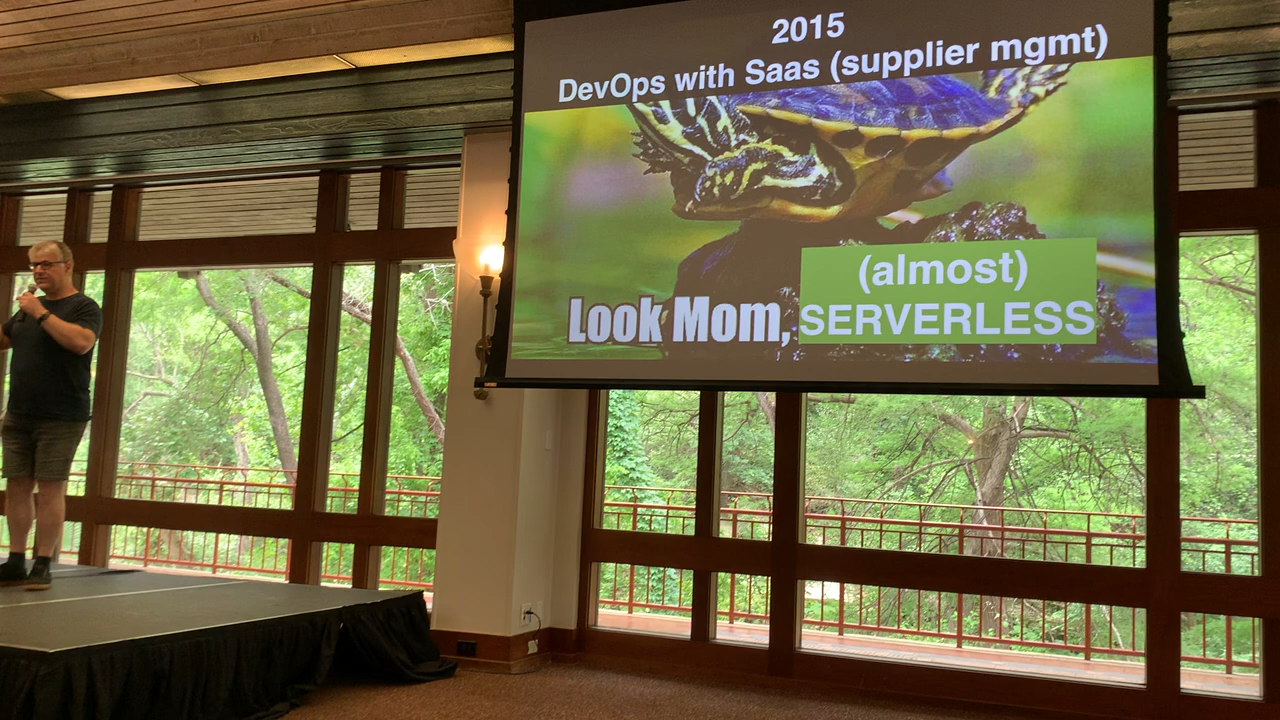 2015
DevOps with Saas (supplier mgmt)
(almost)
Look Mom, SERVERLESS